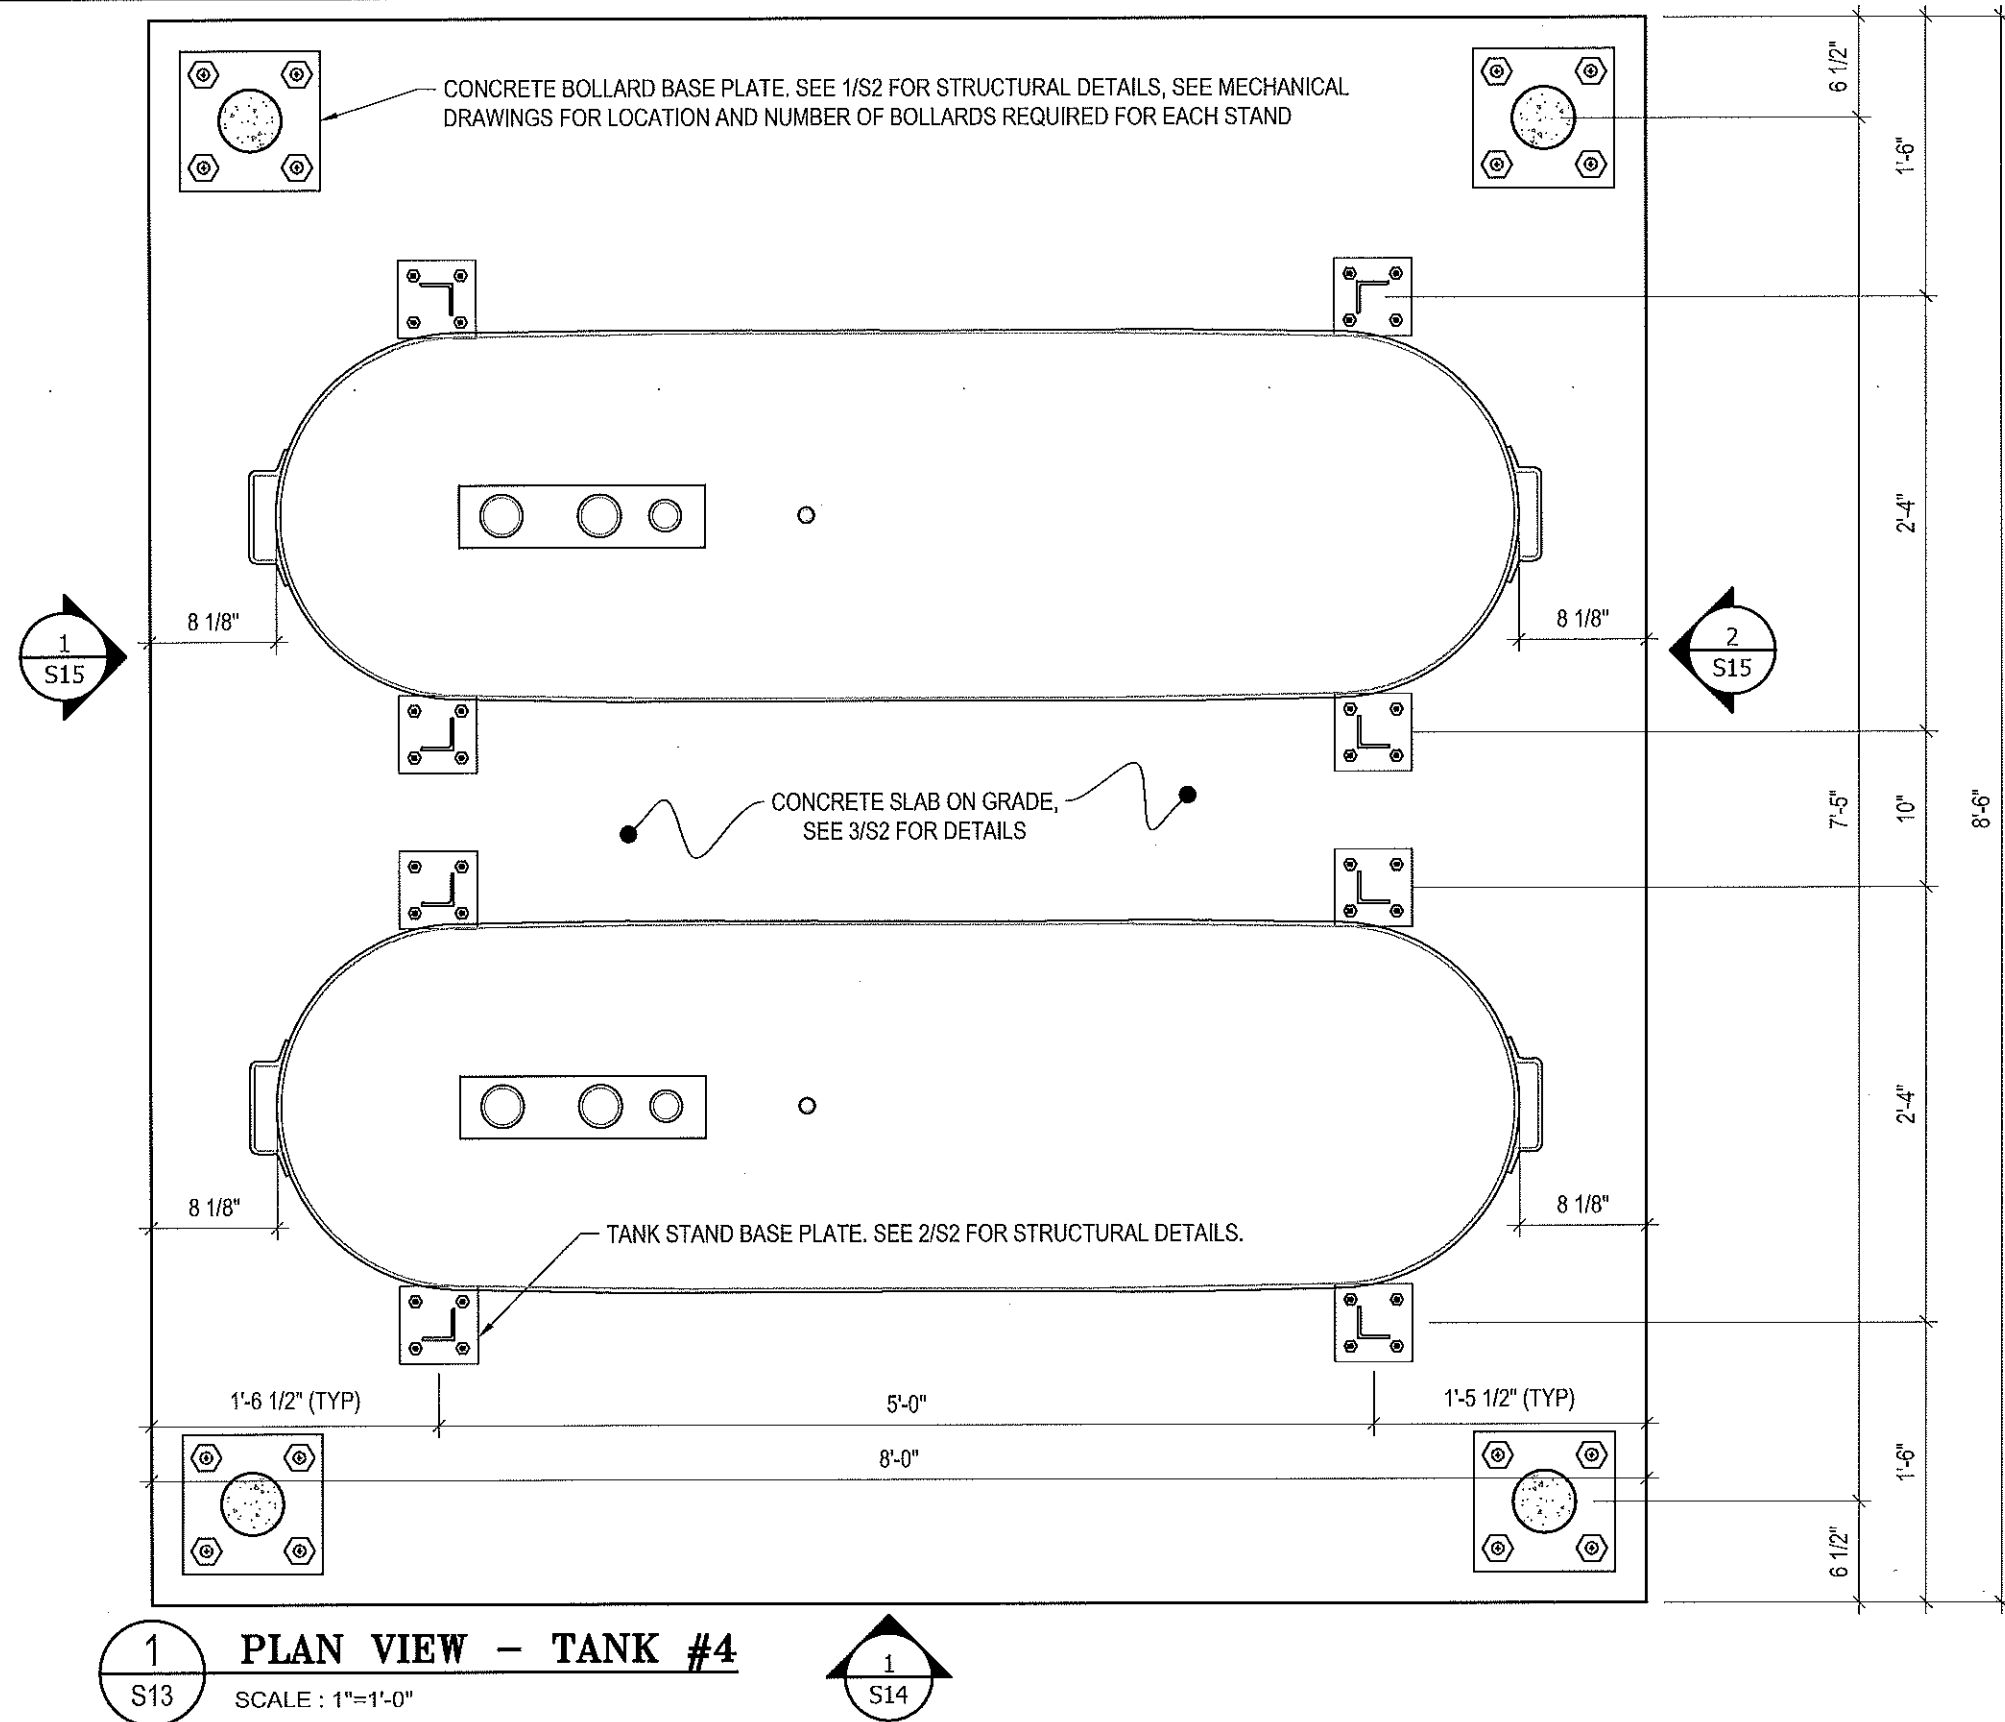 CONCRETE BOLLARD BASE PLATE. SEE 1/S2 FOR STRUCTURAL DETAILS, SEE MECHANICAL
DRAWINGS FOR LOCATION AND NUMBER OF BOLLARDS REQUIRED FOR EACH STAND
6 1/2"
1'-6"
2'-4"
8 1/8"
8 1/8"
1
S15
2
S15
CONCRETE SLAB ON GRADE,
SEE 3/S2 FOR DETAILS
7'-5"
10"
8'-6"
2'-4"
8 1/8"
8 1/8"
TANK STAND BASE PLATE. SEE 2/S2 FOR STRUCTURAL DETAILS.
1'-6 1/2" (TYP)
5'-0"
1'-5 1/2" (TYP)
8'-0"
1'-6"
6 1/2"
1
S13
PLAN VIEW - TANK #4
SCALE : 1"=1'-0"
1
S14